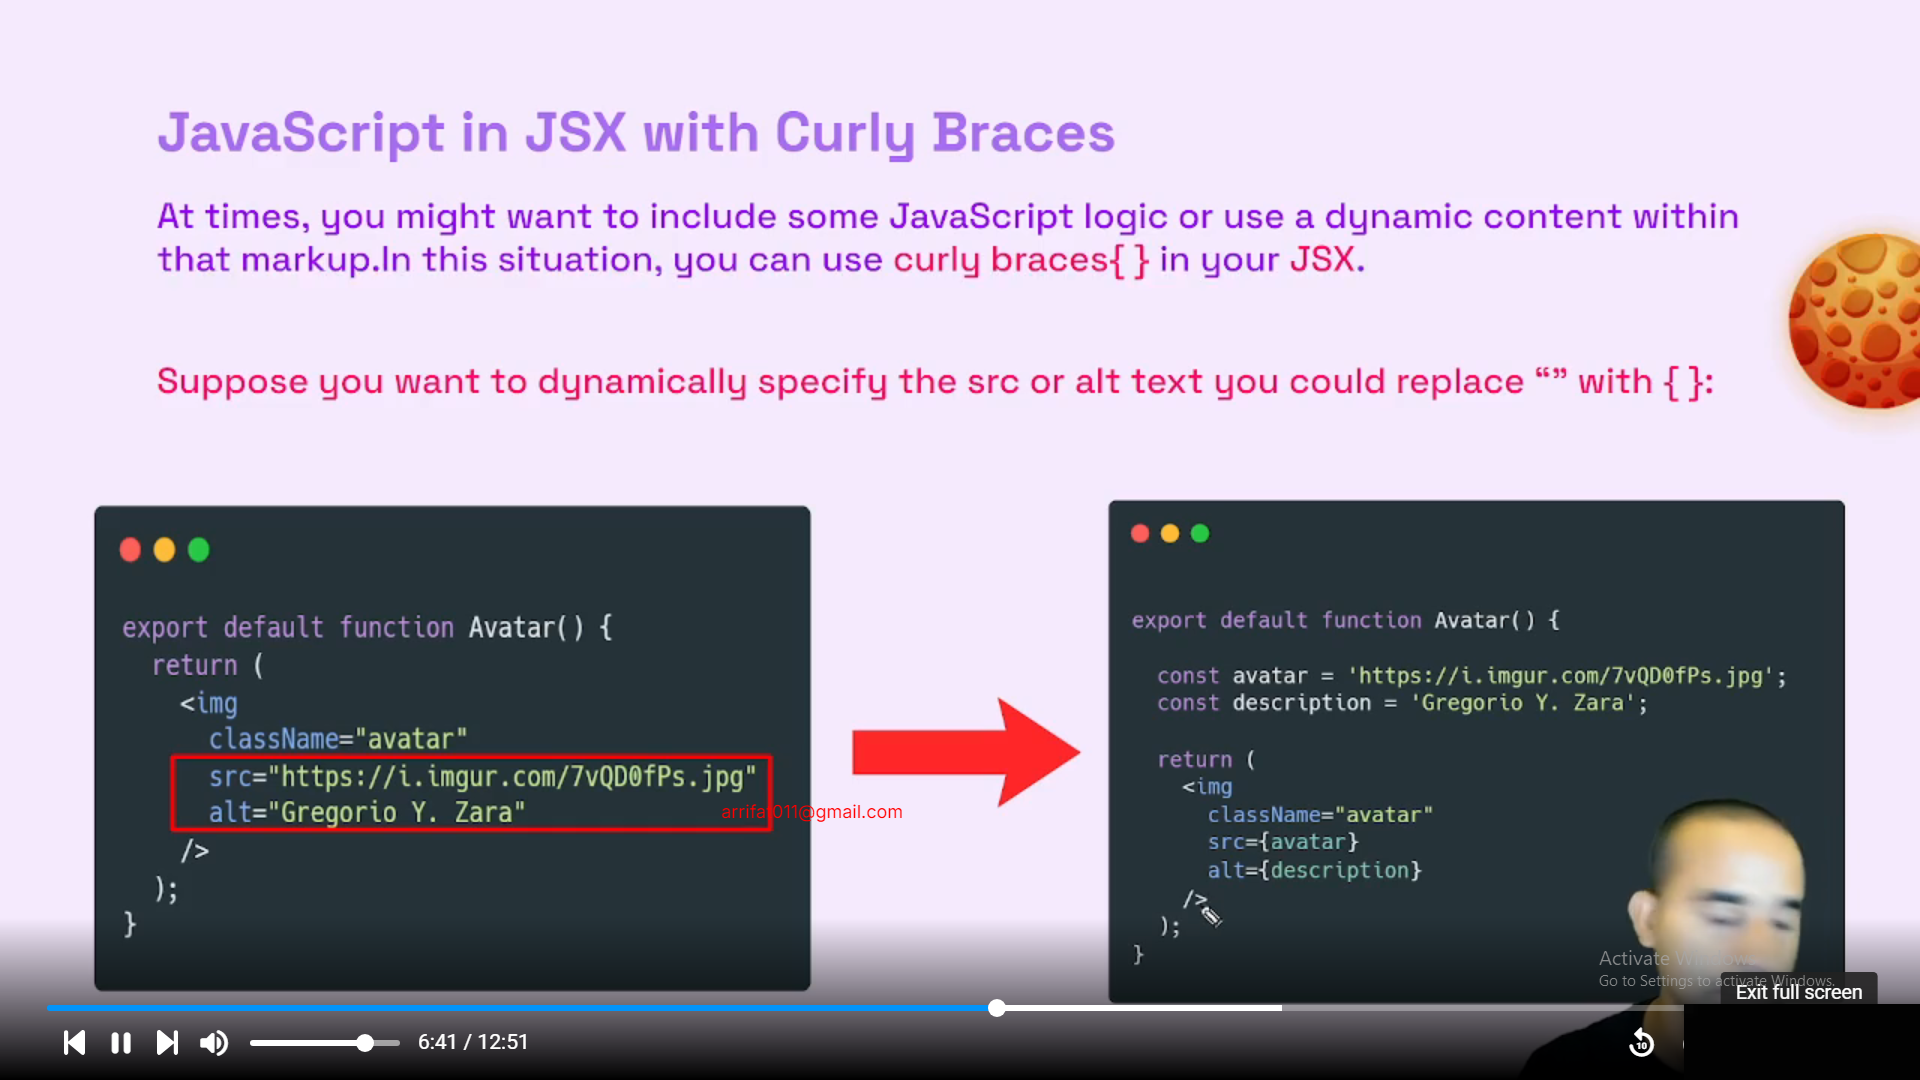 JavaScript in JSX with Curly Braces
At times, you might want to include some JavaScript logic or use a dynamic content within
that markup.In this situation, you can use curly braces{ } in your JSX.
Suppose you want to dynamically specify the src or alt text you could replace “” with { }:
export default function Avatar() {
return (
<img
className="avatar"
src="https://i.imgur.com/7vQD0fPs.jpg"
alt="Gregorio Y. Zara"
/>
);
}
arrifat011@gmail.com
export default function Avatar() {
const avatar = 'https://i.imgur.com/7vQD0fPs.jpg';
const description = 'Gregorio Y. Zara';
return (
<img
className="avatar"
src={avatar}
alt={description}
/>
);
}
Activate Windows
Go to Settings to activate Windows.
Exit full screen
6:41 / 12:51
10